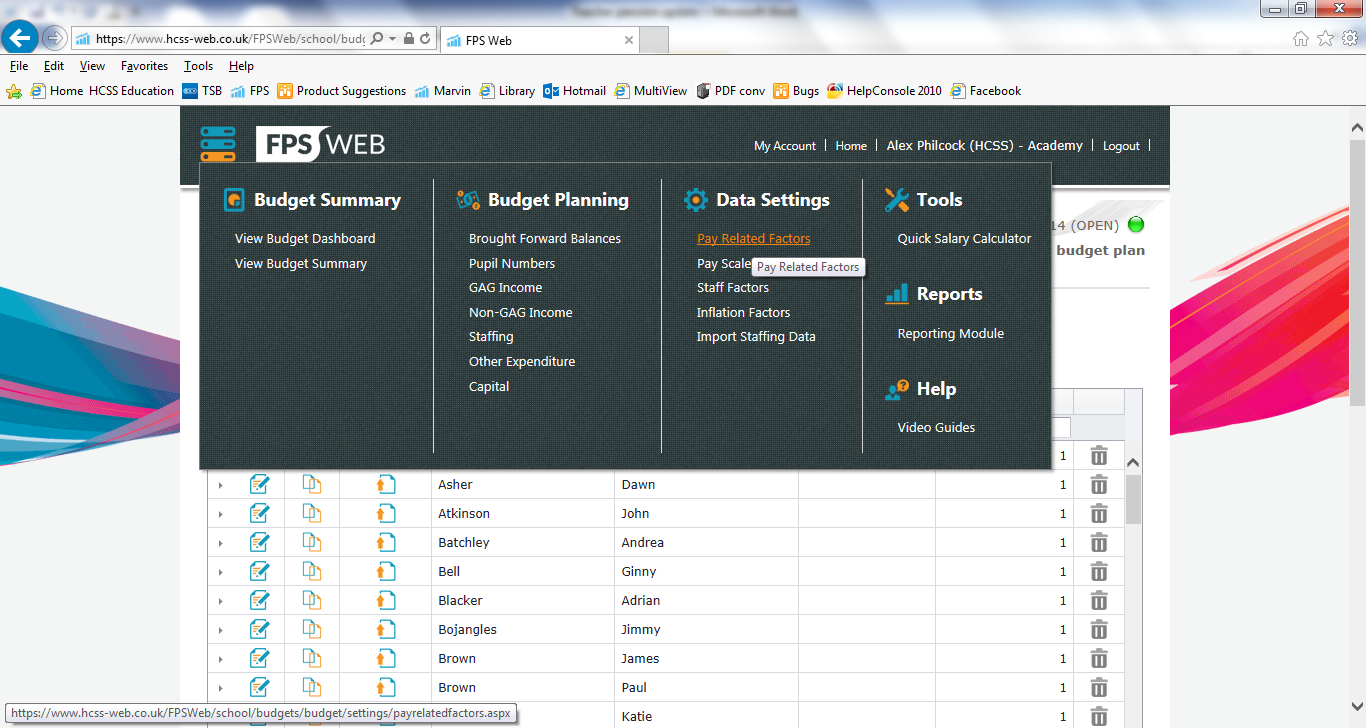 Teacher pension update - Microsoft Word
https://www.hcss-web.co.uk/FPSWeb/school/budg
FPS Web
File Edit View Favorites Tools Help
Home HCSS Education TSB FPS Product Suggestions Marvin Library Hotmail MultiView PDF conv Bugs HelpConsole 2010 Facebook
FPS WEB
My Account | Home | Alex Philcock (HCSS) - Academy | Logout |
Budget Summary
View Budget Dashboard
View Budget Summary
Budget Planning
Brought Forward Balances
Pupil Numbers
GAG Income
Non-GAG Income
Staffing
Other Expenditure
Capital
Data Settings
Pay Related Factors
Pay Scale
Pay Related Factors
Staff Factors
Inflation Factors
Import Staffing Data
Tools
Quick Salary Calculator
Reports
Reporting Module
Help
Video Guides
14 (OPEN)
budget plan
1
Asher Dawn 1
Atkinson John 1
Batchley Andrea 1
Bell Ginny 1
Blacker Adrian 1
Bojangles Jimmy 1
Brown James 1
Brown Paul 1
Katie 1
https://www.hcss-web.co.uk/FPSWeb/school/budgets/budget/settings/payrelatedfactors.aspx